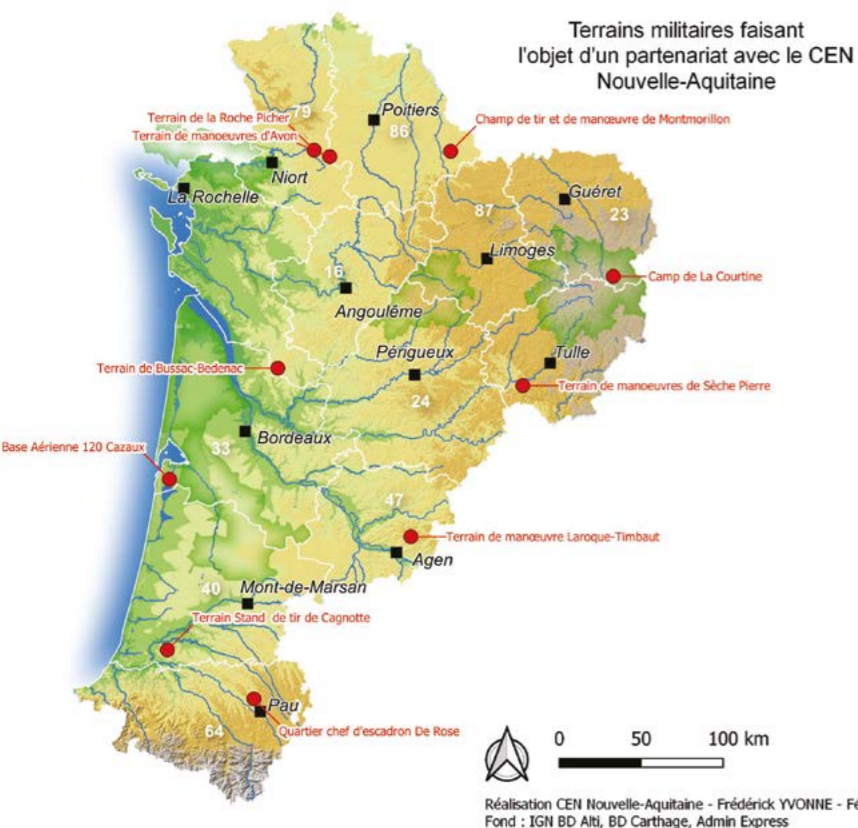 Terrains militaires faisant
l'objet d'un partenariat avec le CEN
Nouvelle-Aquitaine
Terrain de la Roche Picher
Terrain de manoeuvres d'Avon
79
Poitiers
86
Champ de tir et de manœuvre de Montmorillon
Niort
La Rochelle
Guéret
23
87
Limoges
16
Angoulême
Camp de La Courtine
Périgueux
Tulle
Terrain de Bussac-Bedenac
24
Terrain de manoeuvres de Sèche Pierre
Bordeaux
33
Base Aérienne 120 Cazaux
47
Terrain de manœuvre Laroque-Timbaut
Agen
40
Mont-de-Marsan
Terrain Stand de tir de Cagnotte
Pau
64
Quartier chef d'escadron De Rose
0 50 100 km
Réalisation CEN Nouvelle-Aquitaine - Frédérick YVONNE - Fé
Fond : IGN BD Alti, BD Carthage, Admin Express